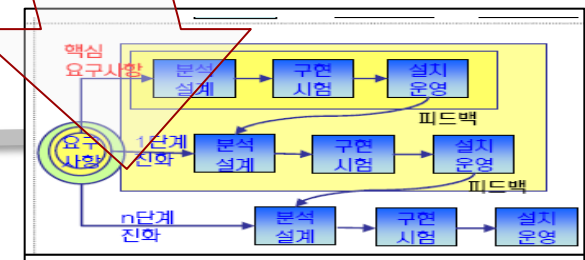 핵심
요구사항
분석
설계
구현
시험
설치
운영
피드백
요구
사항
1단계
진화
분석
설계
구현
시험
설치
운영
피드백
n단계
진화
분석
설계
구현
시험
설치
운영